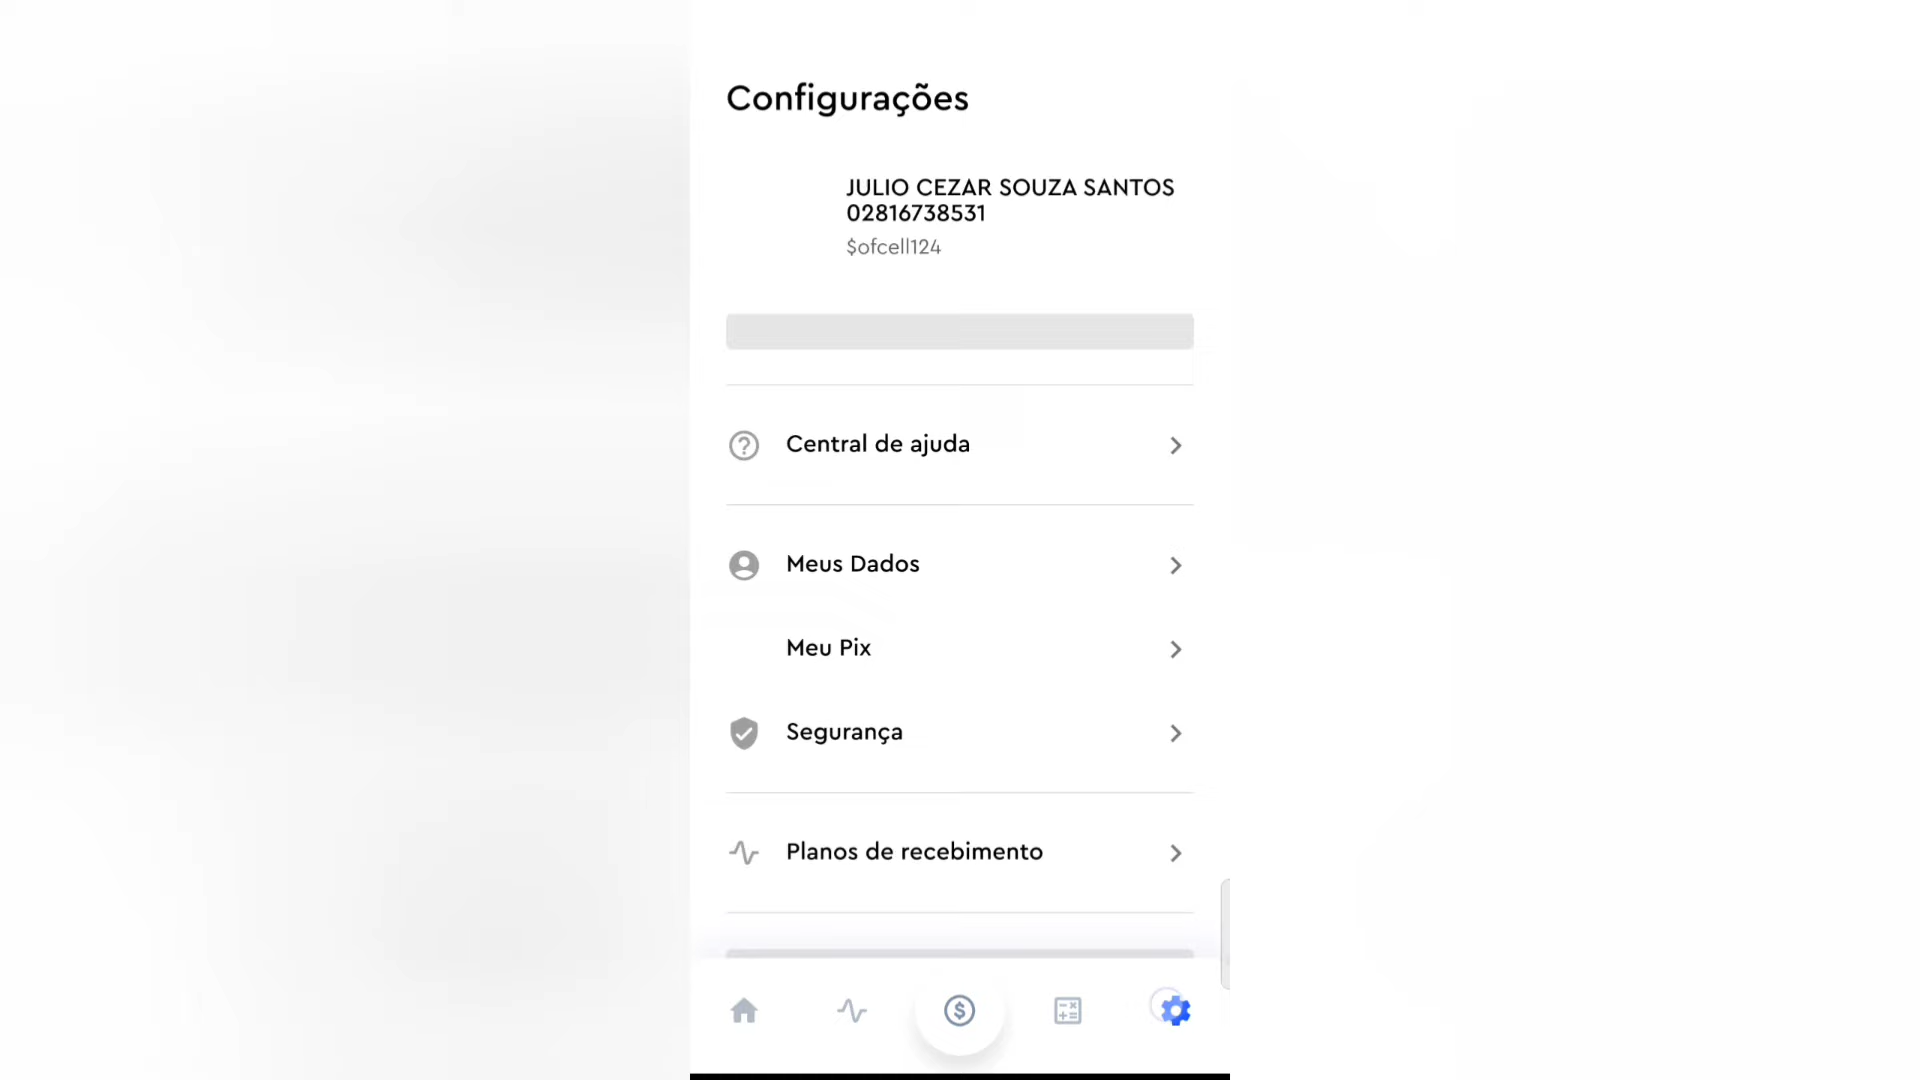 Configurações
JULIO CEZAR SOUZA SANTOS
02816738531
$ofcell124
Central de ajuda
Meus Dados
Meu Pix
Segurança
Planos de recebimento